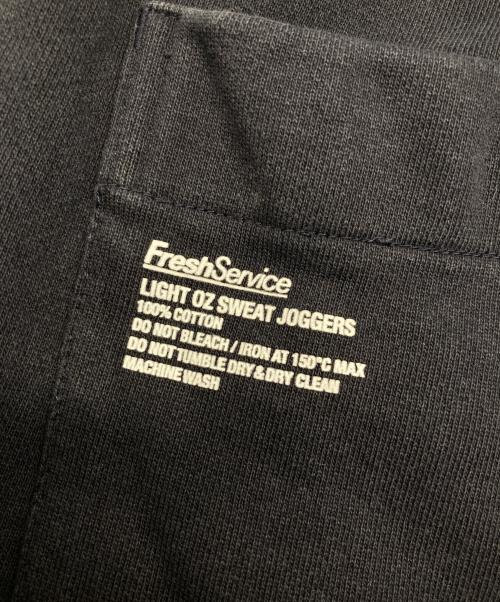 FreshService
LIGHT OZ SWEAT JOGGERS
100% COTTON
DO NOT BLEACH / IRON AT 150°C MAX
DO NOT TUMBLE DRY & DRY CLEAN
MACHINE WASH